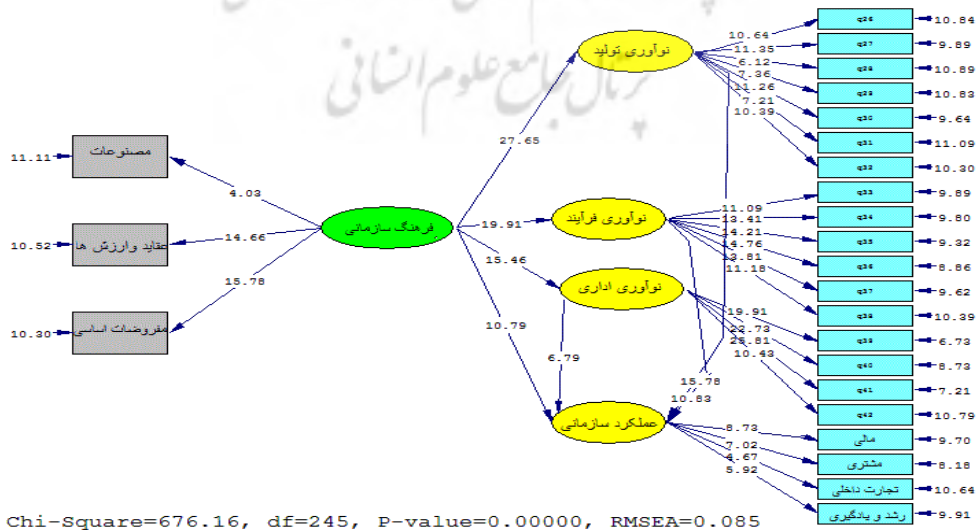 پرتال جامع علوم انسانی
مصنوعات
عقاید وارزش ها
مفروضات اساسی
11.11
10.52
10.30
4.03
14.66
15.78
فرهنگ سازمانی
27.65
19.91
15.46
10.79
نوآوری تولید
نوآوری فرآیند
نوآوری اداری
عملکرد سازمانی
6.79
15.78
10.83
10.64
11.35
6.12
7.36
11.26
7.21
10.39
11.09
13.41
14.21
14.76
13.81
11.18
19.91
22.73
25.81
10.43
8.73
7.02
4.67
5.92
q26 10.84
q27 9.89
q28 10.89
q29 10.83
q30 9.64
q31 11.09
q32 10.30
q33 9.89
q34 9.80
q35 9.32
q36 8.86
q37 9.62
q38 10.39
q39 6.73
q40 8.73
q41 7.21
q42 10.79
مالی 9.70
مشتری 8.18
تجارت داخلی 10.64
رشد و یادگیری 9.91
Chi-Square=676.16, df=245, P-value=0.00000, RMSEA=0.085